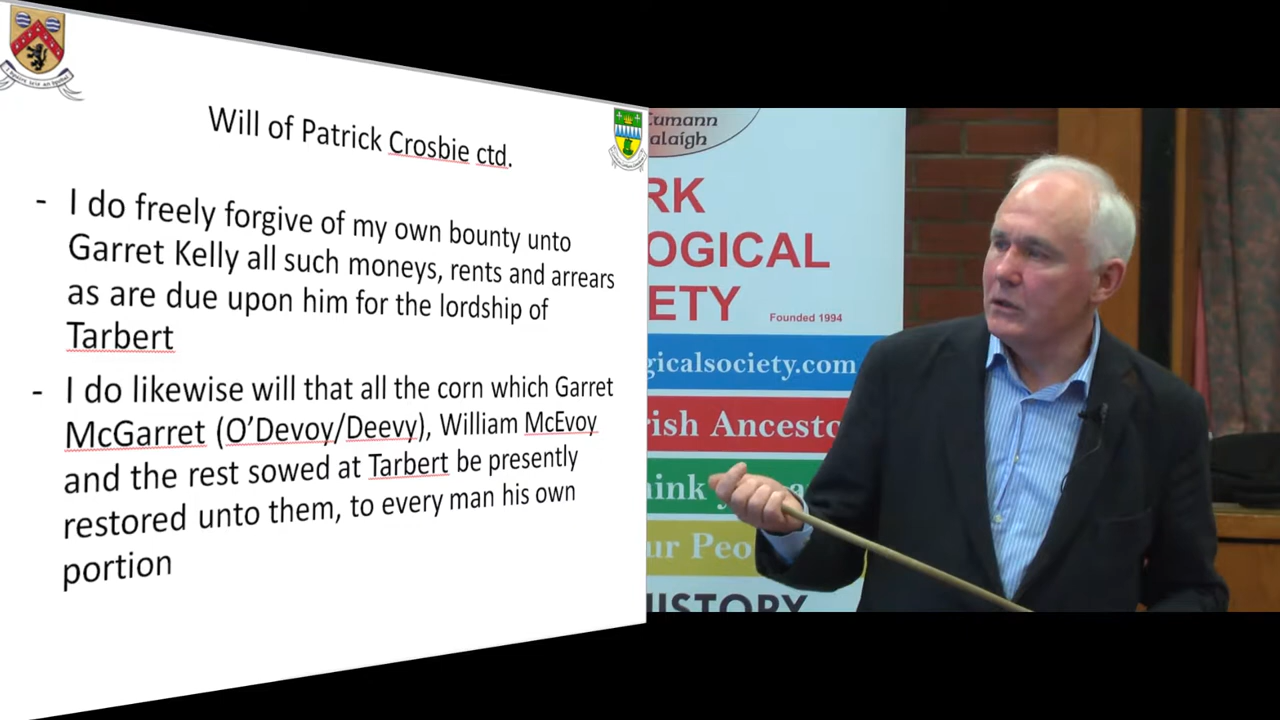 Will of Patrick Crosbie ctd.
- I do freely forgive of my own bounty unto
Garret Kelly all such moneys, rents and arrears
as are due upon him for the lordship of
Tarbert
- I do likewise will that all the corn which Garret
McGarret (O’Devoy/Deevy), William McEvoy
and the rest sowed at Tarbert be presently
restored unto them, to every man his own
portion
Cumann
alaigh
RK
OGICAL
ETY
Founded 1994
gicalsociety.com
rish Ancesto
hink y a
ur Peo
HISTORY